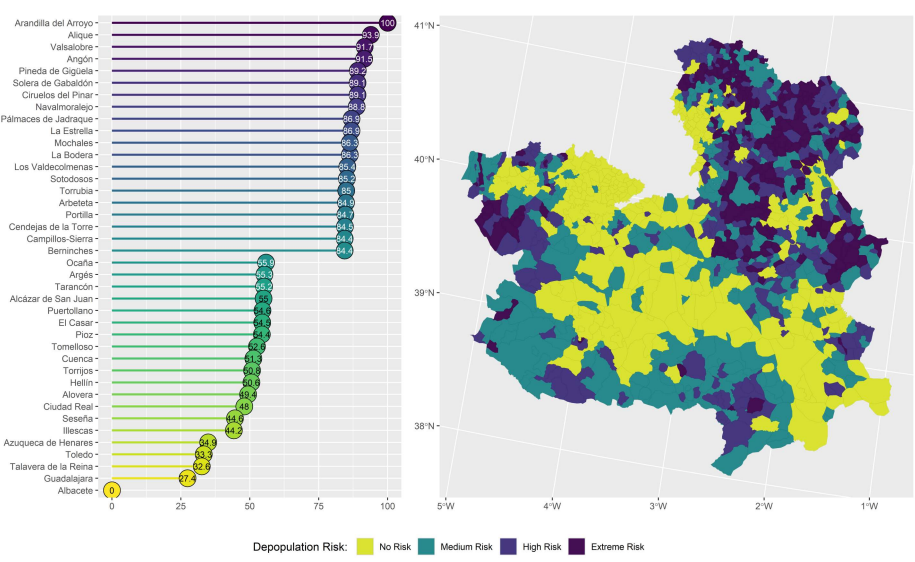 Arandilla del Arroyo 100
Alique 93.9
Valsalobre 91.7
Angón 91.5
Pineda de Gigüela 89.2
Solera de Gabaldón 89.1
Ciruelos del Pinar 89.1
Navalmoralejo 88.8
Pálmaces de Jadraque 86.9
La Estrella 86.9
Mochales 86.3
La Bodera 86.3
Los Valdecolmenas 85.4
Sotodosos 85.2
Torrubia 85
Arbeteta 84.9
Portilla 84.7
Cendejas de la Torre 84.5
Campillos-Sierra 84.4
Berninches 84.4
Ocaña 55.9
Argés 55.3
Tarancón 55.2
Alcázar de San Juan 55
Puertollano 54.6
El Casar 54.5
Pioz 54.4
Tomelloso 52.6
Cuenca 51.3
Torrijos 50.8
Hellín 50.6
Alovera 49.4
Ciudad Real 48
Seseña 44.6
Illescas 44.2
Azuqueca de Henares 34.9
Toledo 33.3
Talavera de la Reina 32.6
Guadalajara 27.4
Albacete 0
0 25 50 75 100
41°N
40°N
39°N
38°N
5°W 4°W 3°W 2°W 1°W
Depopulation Risk: No Risk Medium Risk High Risk Extreme Risk